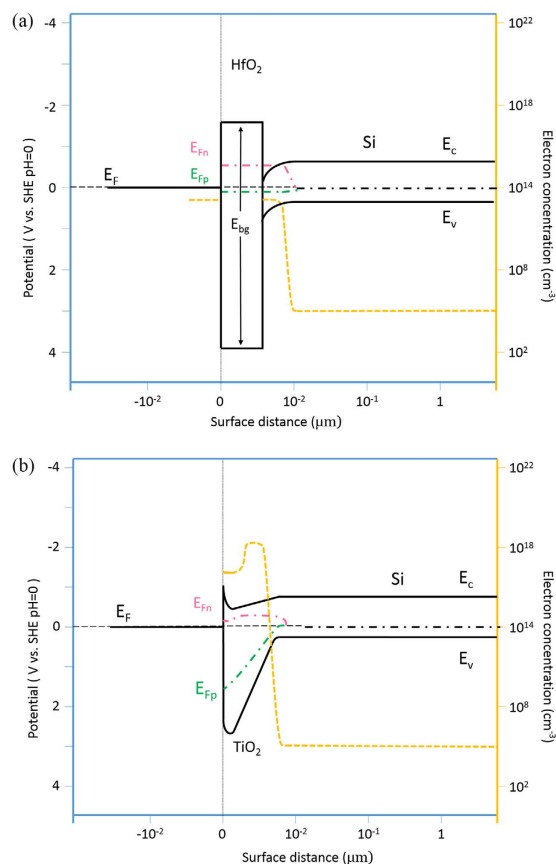 (a)
-4
-2
0
2
4
Potential ( V vs. SHE pH=0)
HfO2
Si
EFn
EFp
EF
Ebg
Ec
Ev
10^22
10^18
10^14
10^8
10^2
Electron concentration (cm-3)
-10^-2
0
10^-2
10^-1
1
Surface distance (μm)
(b)
-4
-2
0
2
4
Potential ( V vs. SHE pH=0)
Si
EFn
EFp
EF
TiO2
Ec
Ev
10^22
10^18
10^14
10^8
10^2
Electron concentration (cm-3)
-10^-2
0
10^-2
10^-1
1
Surface distance (μm)